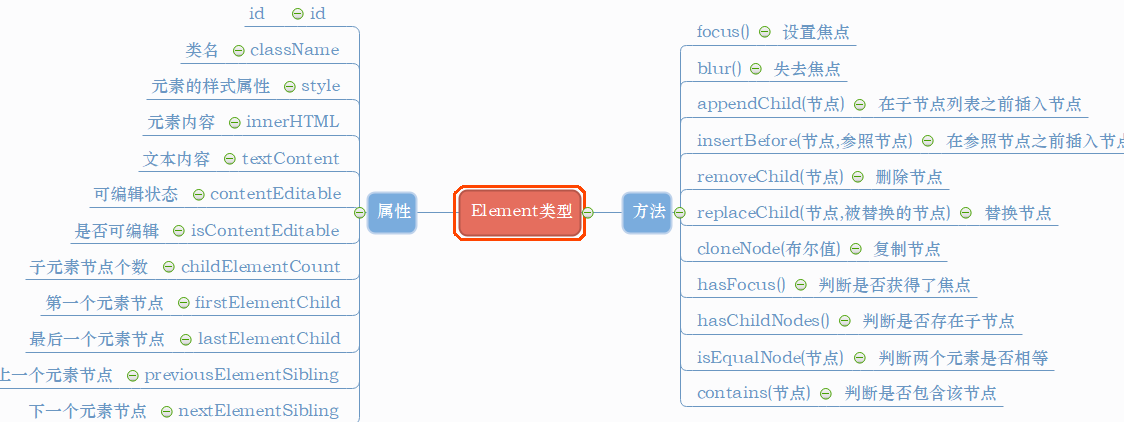 id id
类名 className
元素的样式属性 style
元素内容 innerHTML
文本内容 textContent
可编辑状态 contentEditable
是否可编辑 isContentEditable
子元素节点个数 childElementCount
第一个元素节点 firstElementChild
最后一个元素节点 lastElementChild
上一个元素节点 previousElementSibling
下一个元素节点 nextElementSibling
属性
Element类型
方法
focus() 设置焦点
blur() 失去焦点
appendChild(节点) 在子节点列表之前插入节点
insertBefore(节点,参照节点) 在参照节点之前插入节点
removeChild(节点) 删除节点
replaceChild(节点,被替换的节点) 替换节点
cloneNode(布尔值) 复制节点
hasFocus() 判断是否获得了焦点
hasChildNodes() 判断是否存在子节点
isEqualNode(节点) 判断两个元素是否相等
contains(节点) 判断是否包含该节点